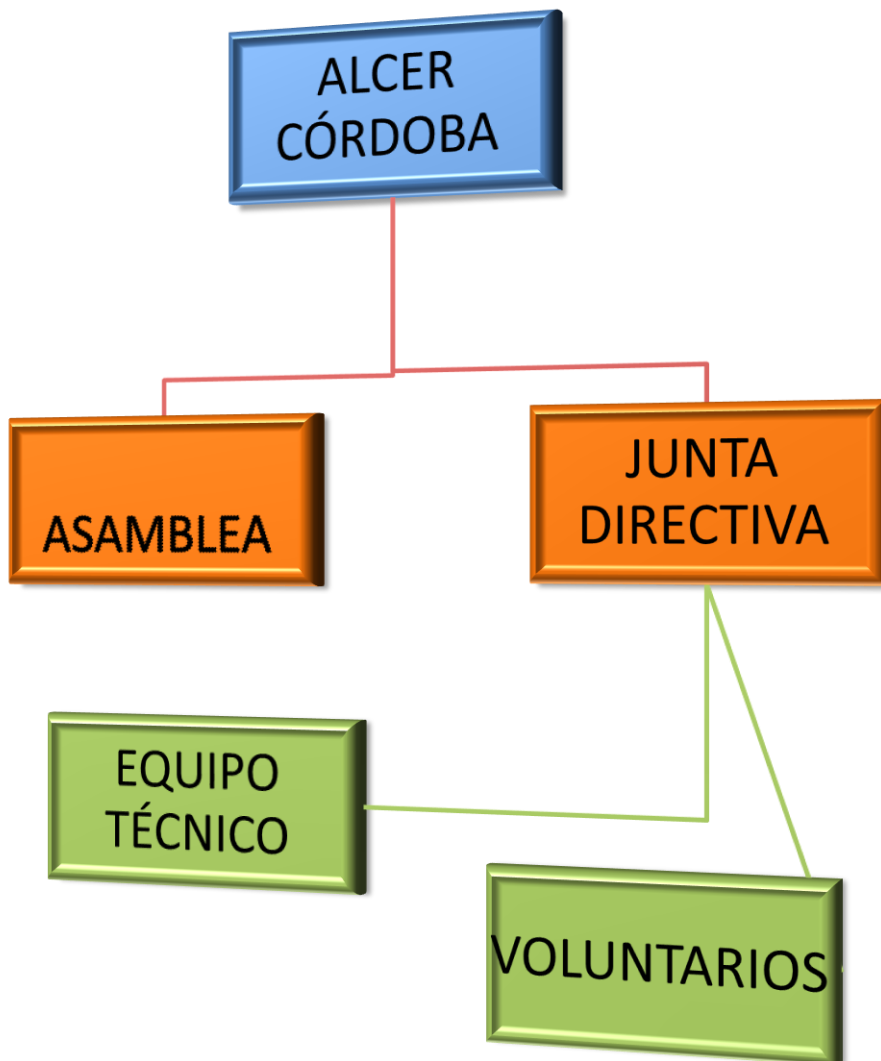 ALCER
CÓRDOBA
ASAMBLEA
JUNTA
DIRECTIVA
EQUIPO
TÉCNICO
VOLUNTARIOS